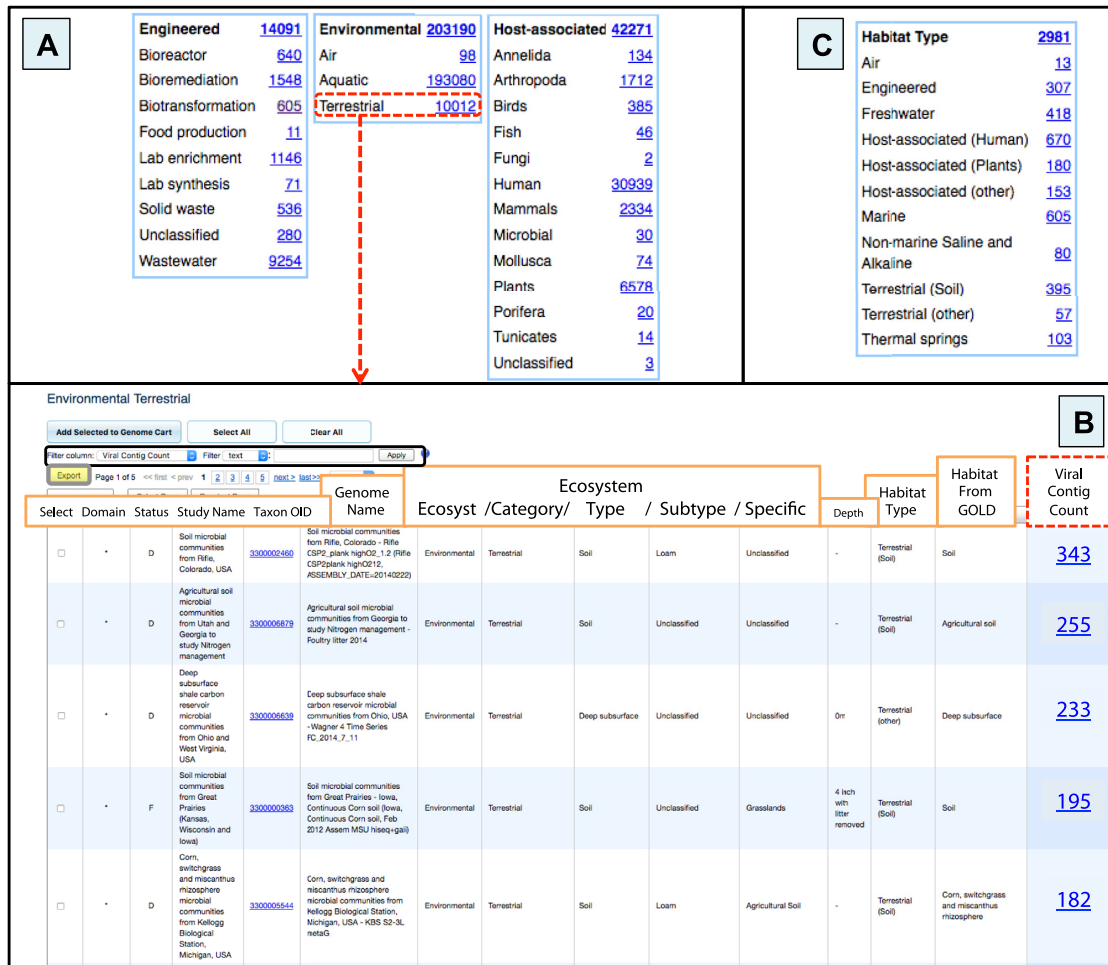 A
Engineered 14091
Bioreactor 640
Bioremediation 1548
Biotransformation 605
Food production 11
Lab enrichment 1146
Lab synthesis 71
Solid waste 536
Unclassified 280
Wastewater 9254
Environmental 203190
Air 98
Aquatic 193080
Terrestrial 10012
Host-associated 42271
Annelida 134
Arthropoda 1712
Birds 385
Fish 46
Fungi 2
Human 30939
Mammals 2334
Microbial 30
Mollusca 74
Plants 6578
Porifera 20
Tunicates 14
Unclassified 3
C
Habitat Type 2981
Air 13
Engineered 307
Freshwater 418
Host-associated (Human) 670
Host-associated (Plants) 180
Host-associated (other) 153
Marine 605
Non-marine Saline and
Alkaline 80
Terrestrial (Soil) 395
Terrestrial (other) 57
Thermal springs 103
Environmental Terrestrial
B
Add Selected to Genome Cart Select All Clear All
Filter column: Viral Contig Count Filter text : Apply
Export Page 1 of 5 << first < prev 1 2 3 4 5 next > last>>
Select Domain Status Study Name Taxon OID
Genome
Name
Ecosystem
Ecosyst /Category/ Type / Subtype / Specific
Depth
Habitat
Type
Habitat
From
GOLD
Viral
Contig
Count
* D
Soil microbial
communities
from Rifle,
Colorado, USA
3300002460
Soil microbial communities
from Rifle, Colorado - Rifle
CSP2_plank highO2_1.2 (Rifle
CSP2plank highO212,
ASSEMBLY_DATE=20140222)
Environmental Terrestrial Soil Loam Unclassified -
Terrestrial
(Soil)
Soil
343
* D
Agricultural soil
microbial
communities
from Utah and
Georgia to
study Nitrogen
management
3300006879
Agricultural soil microbial
communities from Georgia to
study Nitrogen management -
Poultry litter 2014
Environmental Terrestrial Soil Unclassified Unclassified -
Terrestrial
(Soil)
Agricultural soil
255
* D
Deep
subsurface
shale carbon
reservoir
microbial
communities
from Ohio and
West Virginia,
USA
3300006639
Deep subsurface shale
carbon reservoir microbial
communities from Ohio, USA
- Wagner 4 Time Series
FC_2014_7_11
Environmental Terrestrial Deep subsurface Unclassified Unclassified 0m
Terrestrial
(other)
Deep subsurface
233
* F
Soil microbial
communities
from Great
Prairies
(Kansas,
Wisconsin and
Iowa)
3300000363
Soil microbial communities
from Great Prairies - Iowa,
Continuous Corn soil (Iowa,
Continuous Corn soil, Feb
2012 Assem MSU hiseq+gaii)
Environmental Terrestrial Soil Unclassified Grasslands
4 inch
with
litter
removed
Terrestrial
(Soil)
Soil
195
* D
Corn,
switchgrass
and miscanthus
rhizosphere
microbial
communities
from Kellogg
Biological
Station,
Michigan, USA
3300005544
Corn, switchgrass and
miscanthus rhizosphere
microbial communities from
Kellogg Biological Station,
Michigan, USA - KBS S2-3L
metaG
Environmental Terrestrial Soil Loam Agricultural Soil -
Terrestrial
(Soil)
Corn, switchgrass
and miscanthus
rhizosphere
182